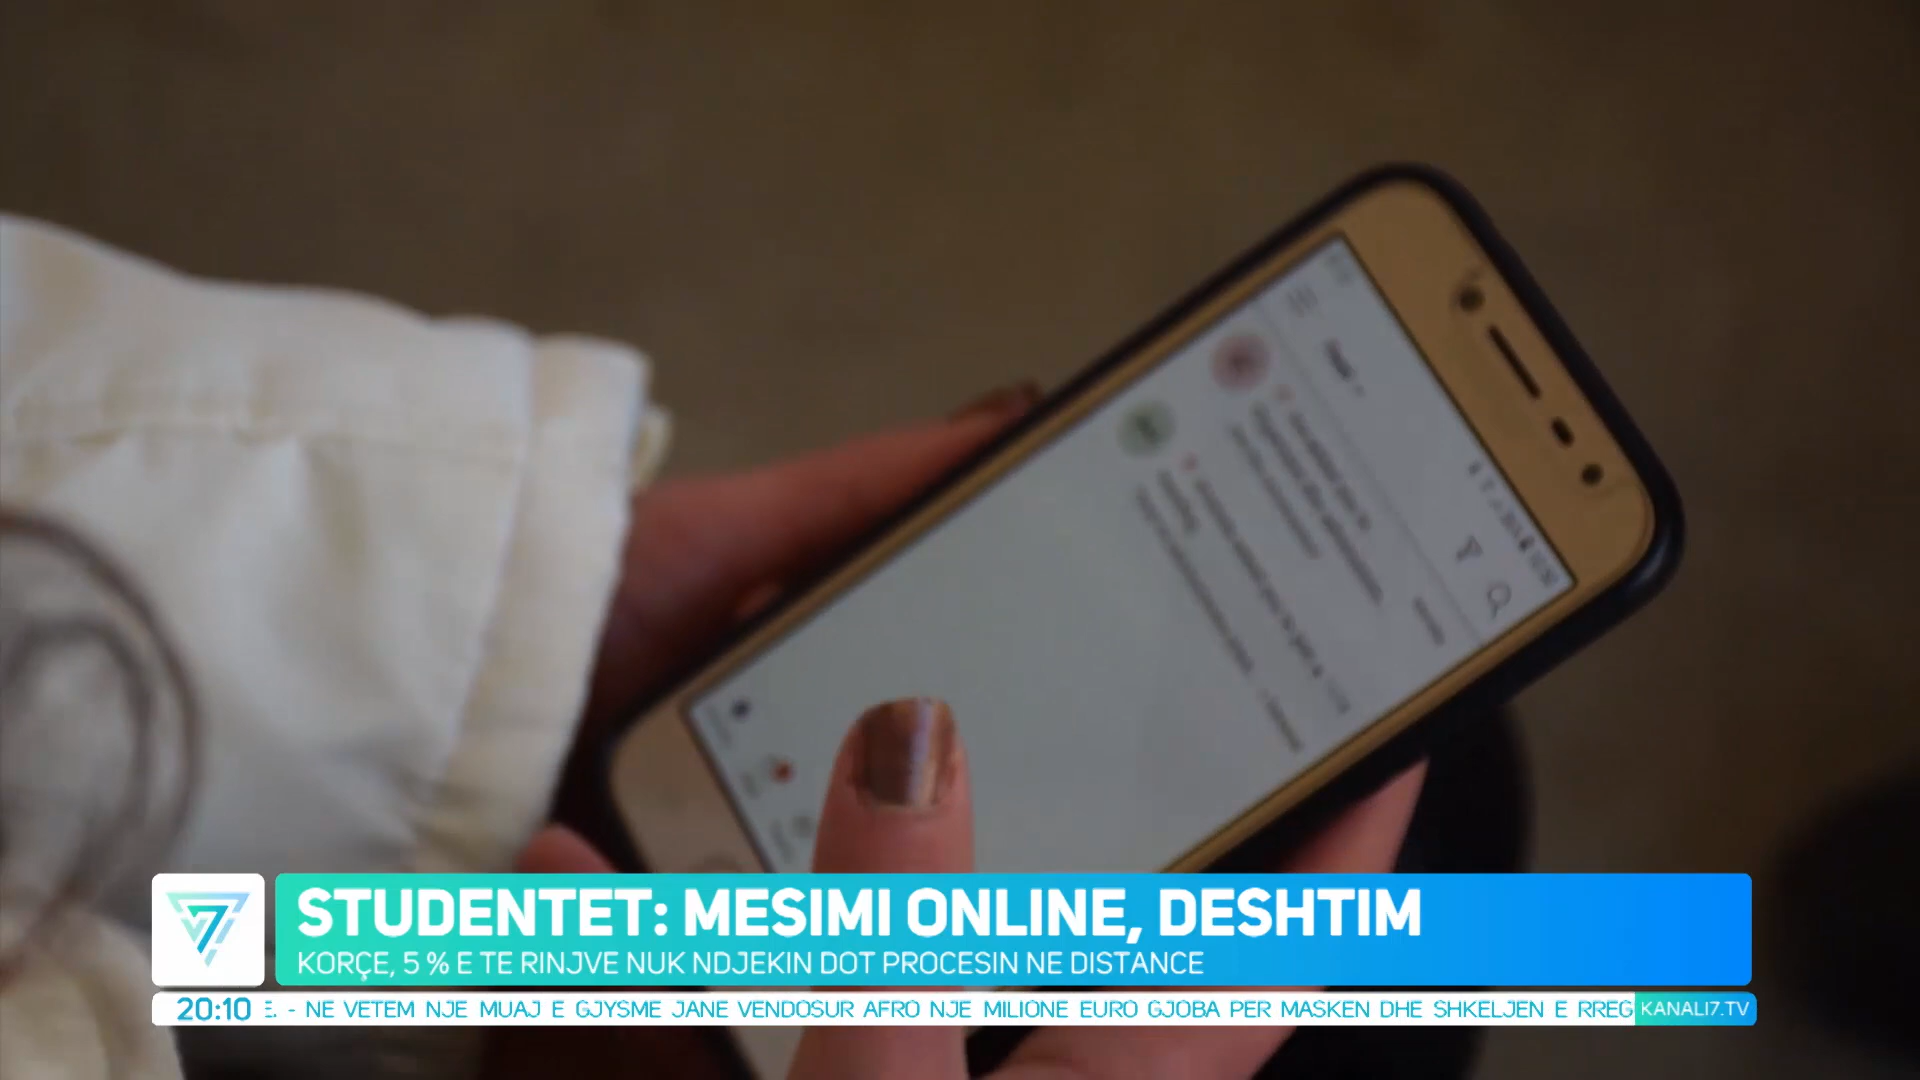 STUDENTET: MESIMI ONLINE, DESHTIM
KORÇE, 5 % E TE RINJVE NUK NDJEKIN DOT PROCESIN NE DISTANCE
20:10 E. - NE VETEM NJE MUAJ E GJYSME JANE VENDOSUR AFRO NJE MILIONE EURO GJOBA PER MASKEN DHE SHKELJEN E RREG KANALI7.TV